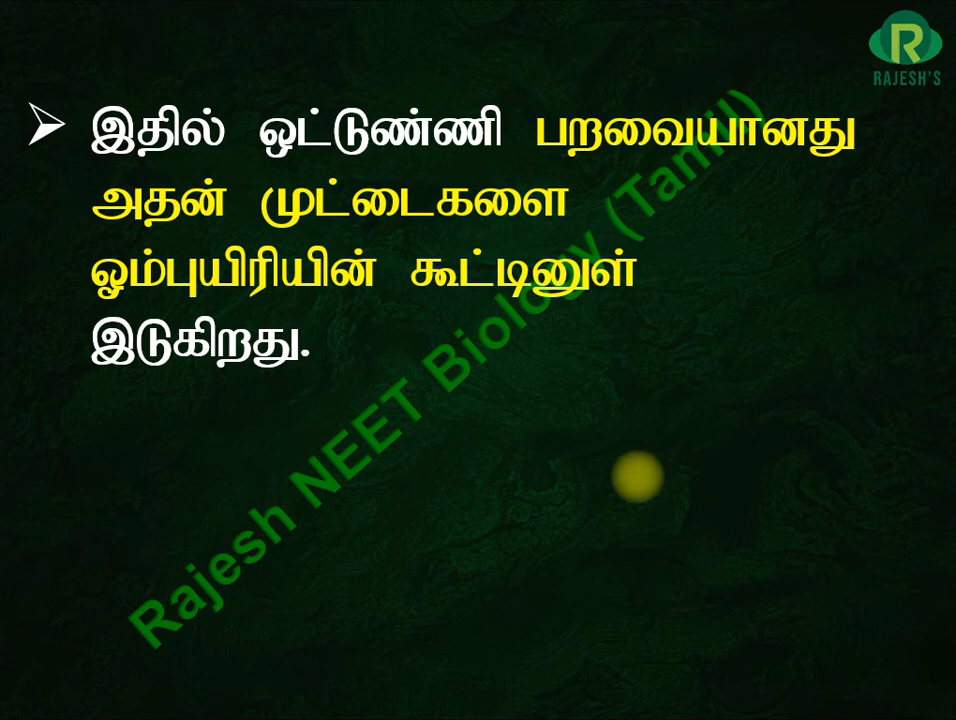 RAJESH'S
➢ இதில் ஒட்டுண்ணி பறவையானது
அதன் முட்டைகளை
ஓம்புயிரியின் கூட்டினுள்
இடுகிறது.
Rajesh NEET Biology (Tamil)